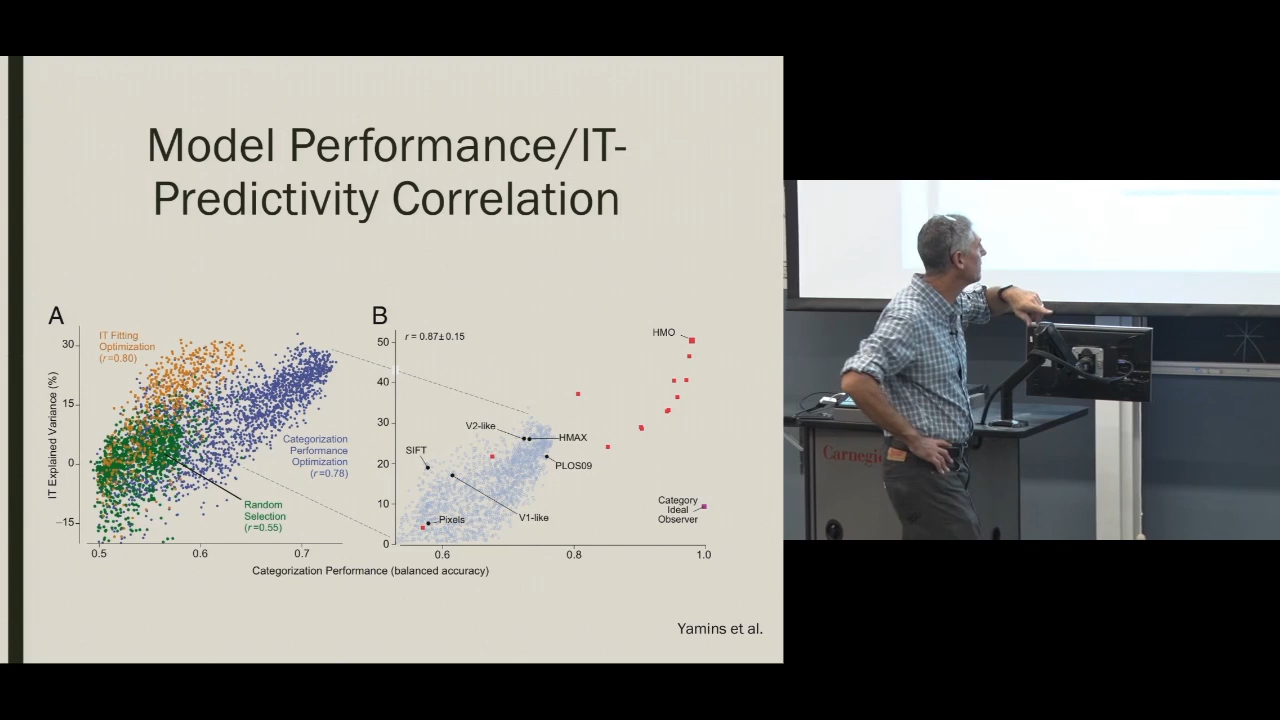 Model Performance/IT-
Predictivity Correlation
A
IT Fitting
Optimization
(r=0.80)
Categorization
Performance
Optimization
(r=0.78)
Random
Selection
(r=0.55)
IT Explained Variance (%)
30
15
0
−15
0.5
0.6
0.7
B
r = 0.87±0.15
50
40
30
20
10
0
0.6
0.8
1.0
HMO
V2-like
HMAX
SIFT
PLOS09
V1-like
Pixels
Category
Ideal
Observer
Categorization Performance (balanced accuracy)
Yamins et al.
Carnegie